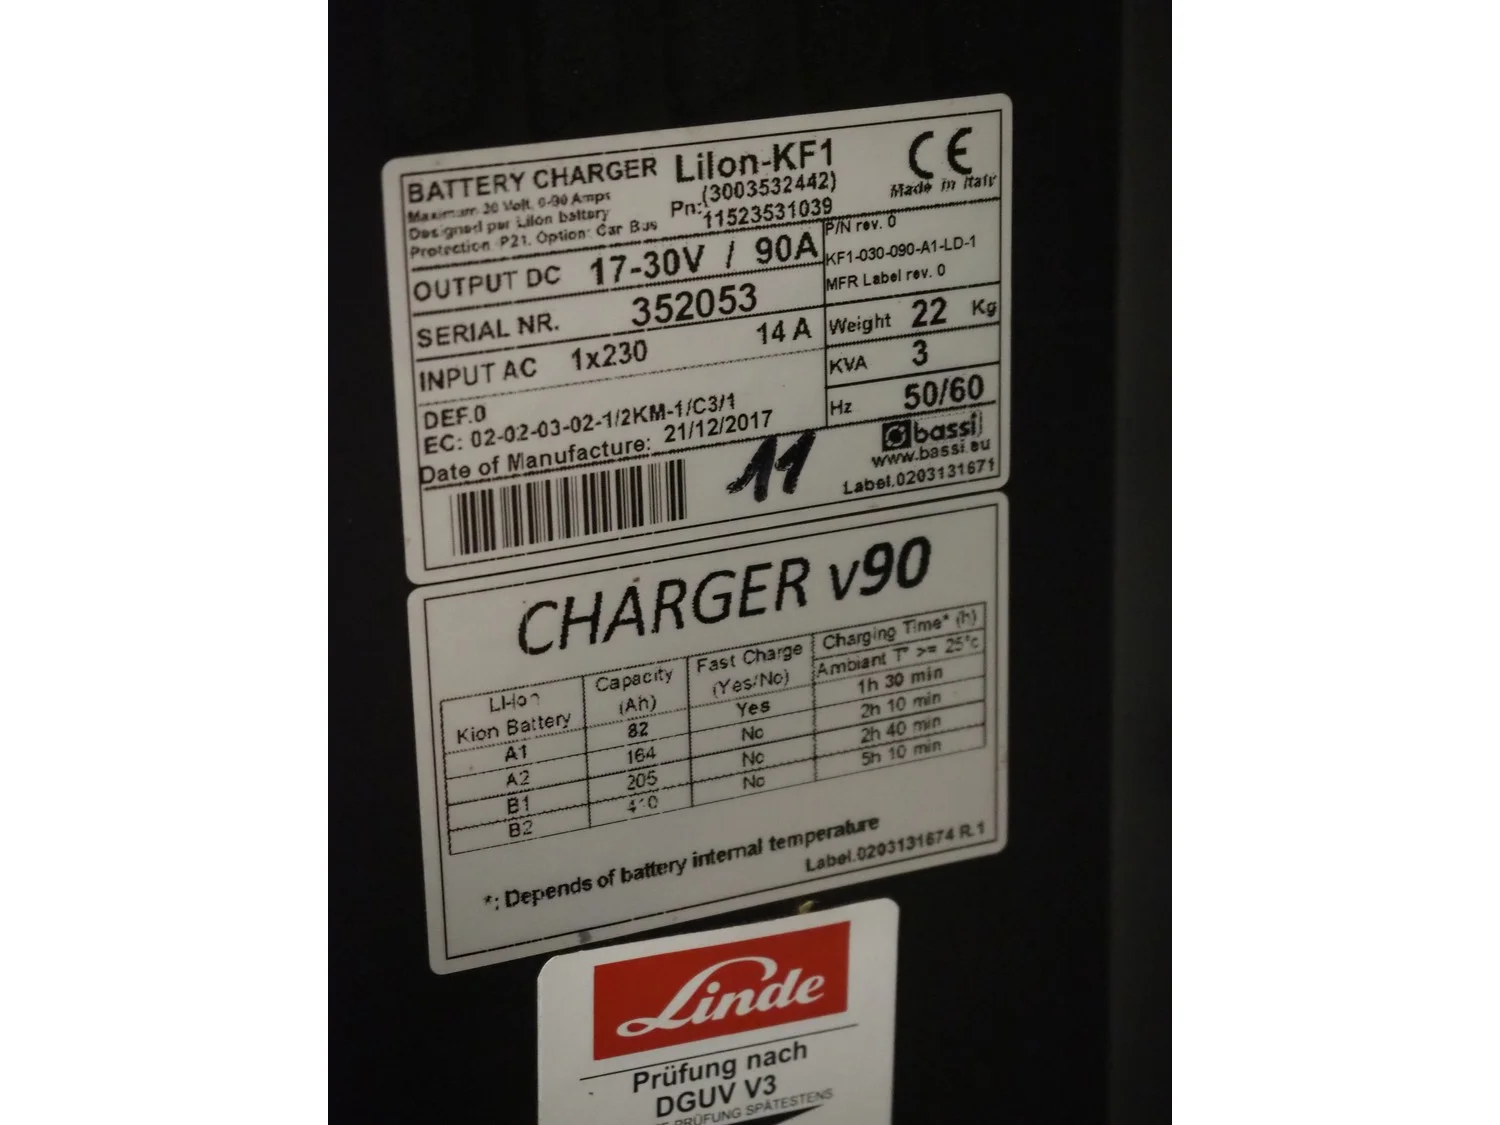 BATTERY CHARGER LiIon-KF1
Maximum 30 Volt, 0-90 Amps
Designed per LiIon battery
Protection P21, Option: Car Bus
Pn: (3003532442)
11523531039
CE
Made in Italy
OUTPUT DC 17-30V / 90A
P/N rev. 0
KF1-030-090-A1-LD-1
MFR Label rev. 0
SERIAL NR. 352053
Weight 22 Kg
INPUT AC 1x230 14 A
KVA 3
Hz 50/60
DEF.0
EC: 02-02-03-02-1/2KM-1/C3/1
Date of Manufacture: 21/12/2017
11
bassi
www.bassi.eu
Label.0203131671
CHARGER v90
Li-Ion
Kion Battery
Capacity
(Ah)
Fast Charge
(Yes/No)
Charging Time* (h)
Ambiant T° >= 25°c
A1 82 Yes 1h 30 min
A2 164 No 2h 10 min
B1 205 No 2h 40 min
B2 410 No 5h 10 min
*: Depends of battery internal temperature
Label.0203131674 R.1
Linde
Prüfung nach
DGUV V3
PRÜFUNG SPÄTESTENS